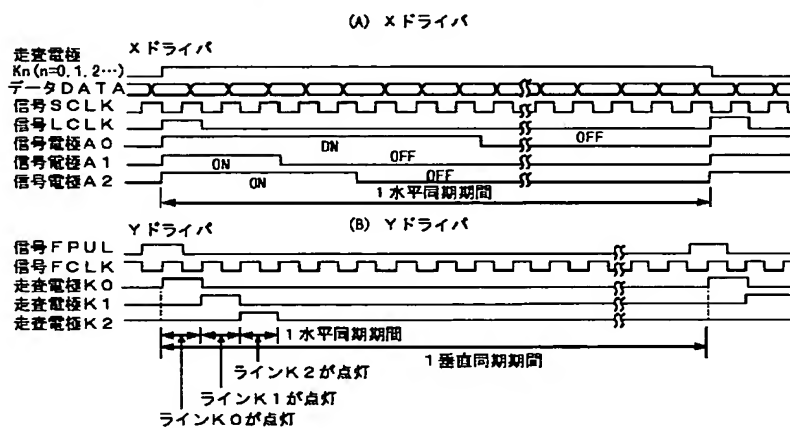 (A) Xドライバ
Xドライバ
走査電極
Kn(n=0,1,2…)
データDATA
信号SCLK
信号LCLK
信号電極A0
ON
OFF
信号電極A1
ON
OFF
信号電極A2
ON
OFF
1水平同期期間
Yドライバ
(B) Yドライバ
信号FPUL
信号FCLK
走査電極K0
走査電極K1
走査電極K2
1水平同期期間
1垂直同期期間
ラインK2が点灯
ラインK1が点灯
ラインK0が点灯